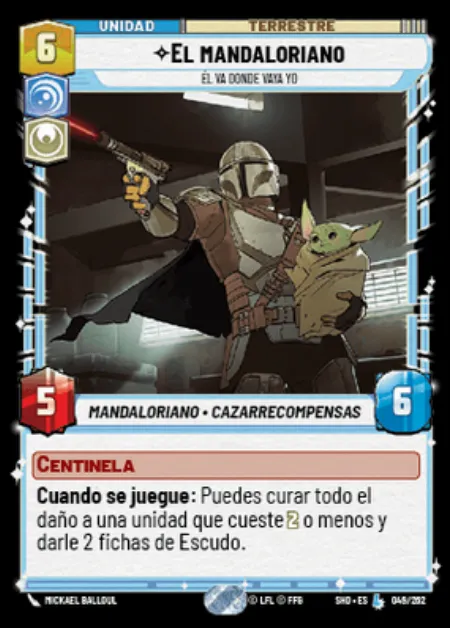 UNIDAD
TERRESTRE
6
EL MANDALORIANO
ÉL VA DONDE VAYA YO
5
MANDALORIANO • CAZARRECOMPENSAS
6
CENTINELA
Cuando se juegue: Puedes curar todo el
daño a una unidad que cueste 2 o menos y
darle 2 fichas de Escudo.
MICKAEL BALLOUL
© LFL © FFG
SHD • ES
049/262